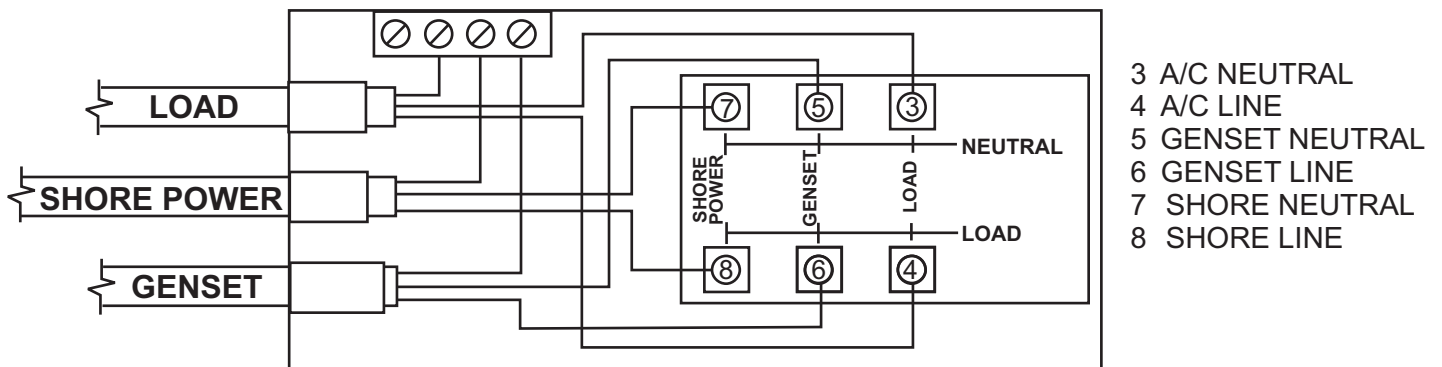 LOAD
SHORE POWER
GENSET
7
5
3
NEUTRAL
SHORE
POWER
GENSET
LOAD
LOAD
8
6
4
3 A/C NEUTRAL
4 A/C LINE
5 GENSET NEUTRAL
6 GENSET LINE
7 SHORE NEUTRAL
8 SHORE LINE